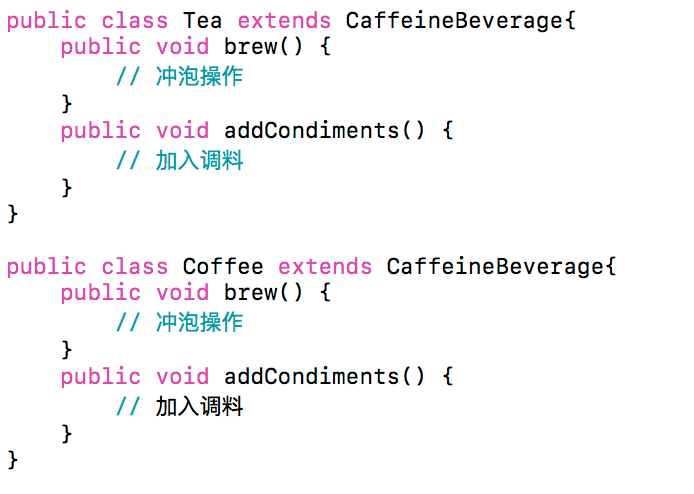 public class Tea extends CaffeineBeverage{
    public void brew() {
        // 冲泡操作
    }
    public void addCondiments() {
        // 加入调料
    }
}

public class Coffee extends CaffeineBeverage{
    public void brew() {
        // 冲泡操作
    }
    public void addCondiments() {
        // 加入调料
    }
}